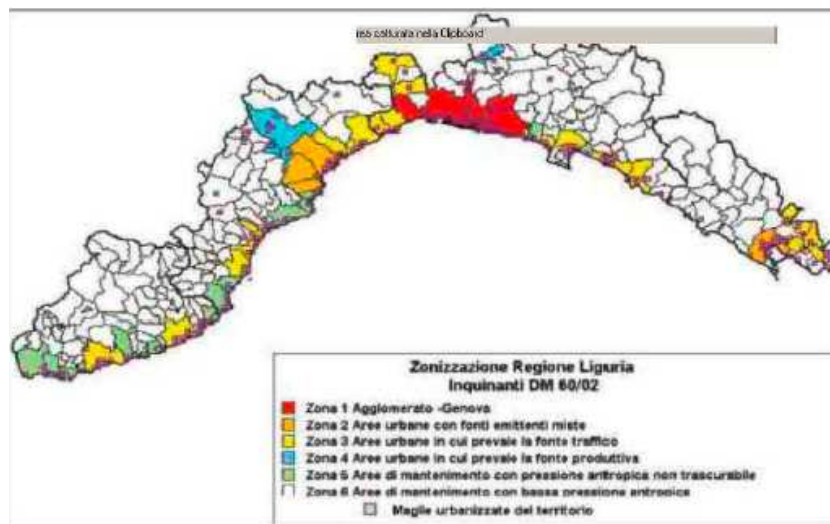 catturata nella Clipboard
Zonizzazione Regione Liguria
Inquinanti DM 60/02
Zona 1 Agglomerato -Genova
Zona 2 Aree urbane con fonti emittenti miste
Zona 3 Aree urbane in cui prevale la fonte traffico
Zona 4 Aree urbane in cui prevale la fonte produttiva
Zona 5 Aree di mantenimento con pressione antropica non trascurabile
Zona 6 Aree di mantenimento con bassa pressione antropica
Maglie urbanizzate del territorio